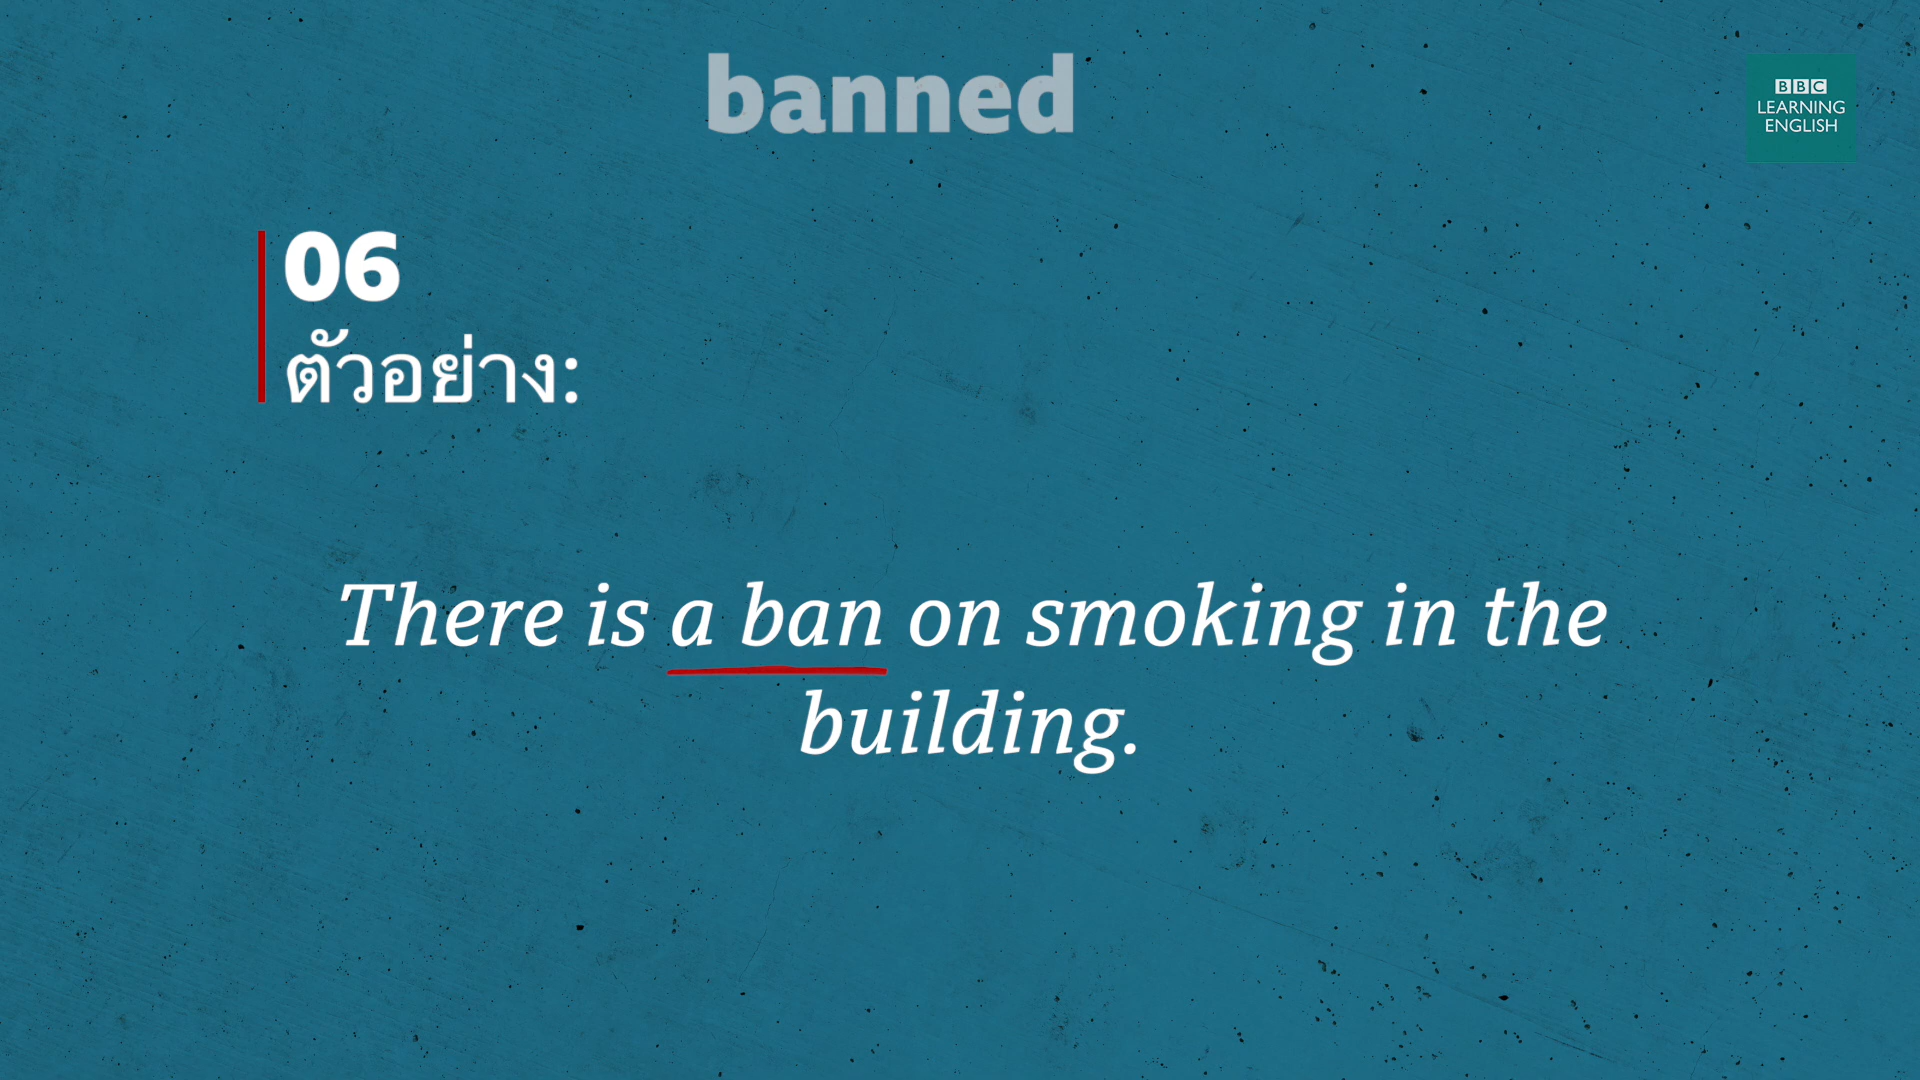 banned
BBC
LEARNING
ENGLISH
06
ตัวอย่าง:
There is a ban on smoking in the
building.